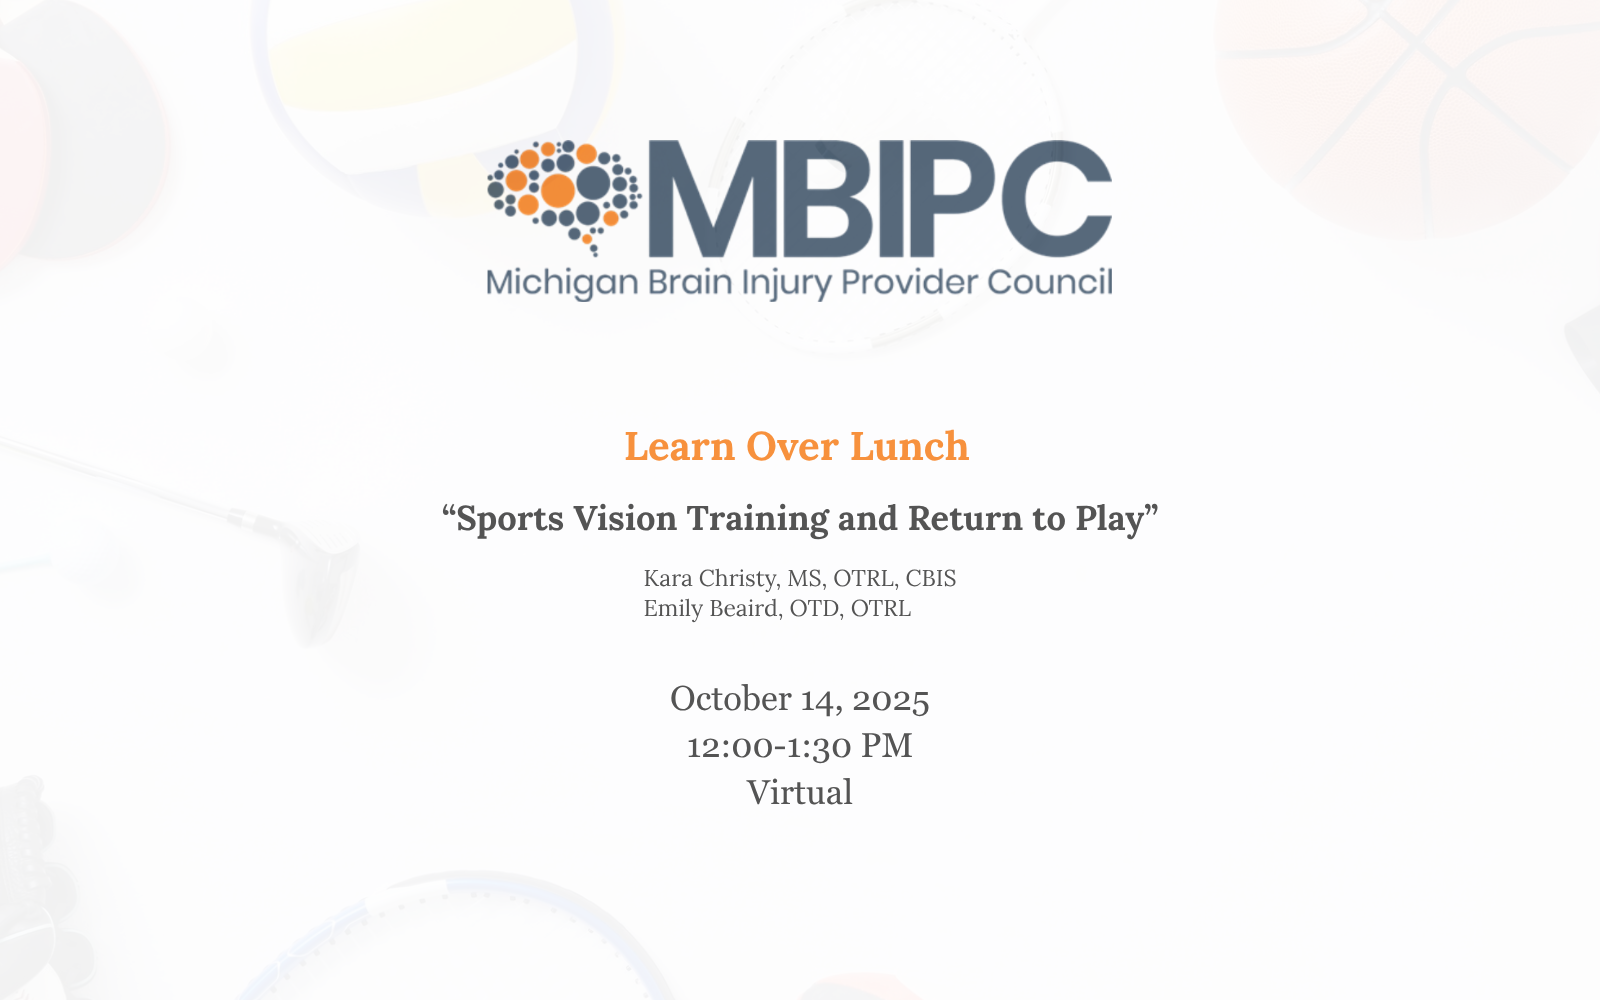 MBIPC
Michigan Brain Injury Provider Council
Learn Over Lunch
“Sports Vision Training and Return to Play”
Kara Christy, MS, OTRL, CBIS
Emily Beaird, OTD, OTRL
October 14, 2025
12:00-1:30 PM
Virtual